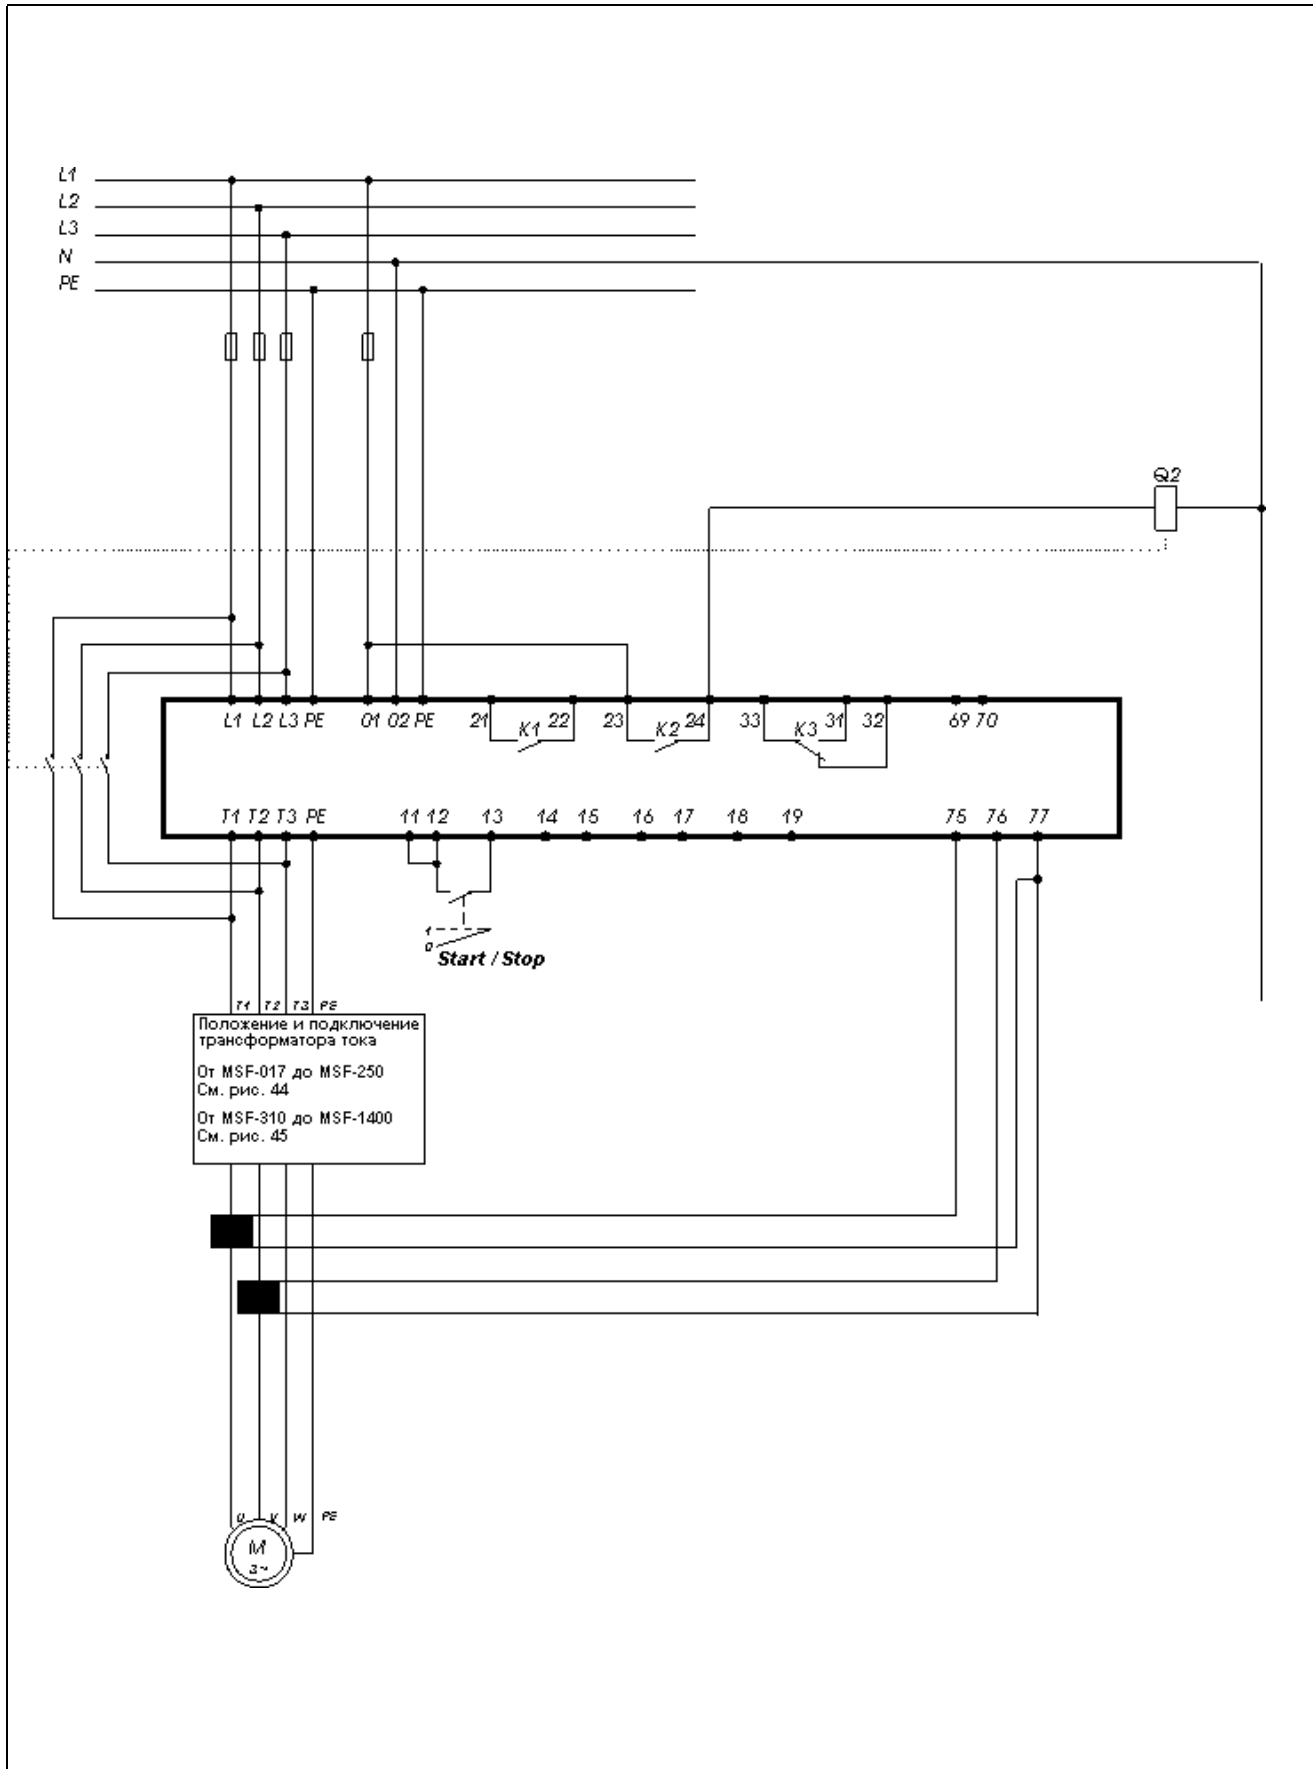 L1
L2
L3
N
PE
Q2
L1 L2 L3 PE 01 02 PE 21 K1 22 23 K2 24 33 K3 31 32 69 70
T1 T2 T3 PE 11 12 13 14 15 16 17 18 19 75 76 77
1
0
Start / Stop
T1 T2 T3 PE
Положение и подключение
трансформатора тока
От MSF-017 до MSF-250
См. рис. 44
От MSF-310 до MSF-1400
См. рис. 45
U V W PE
M
3~